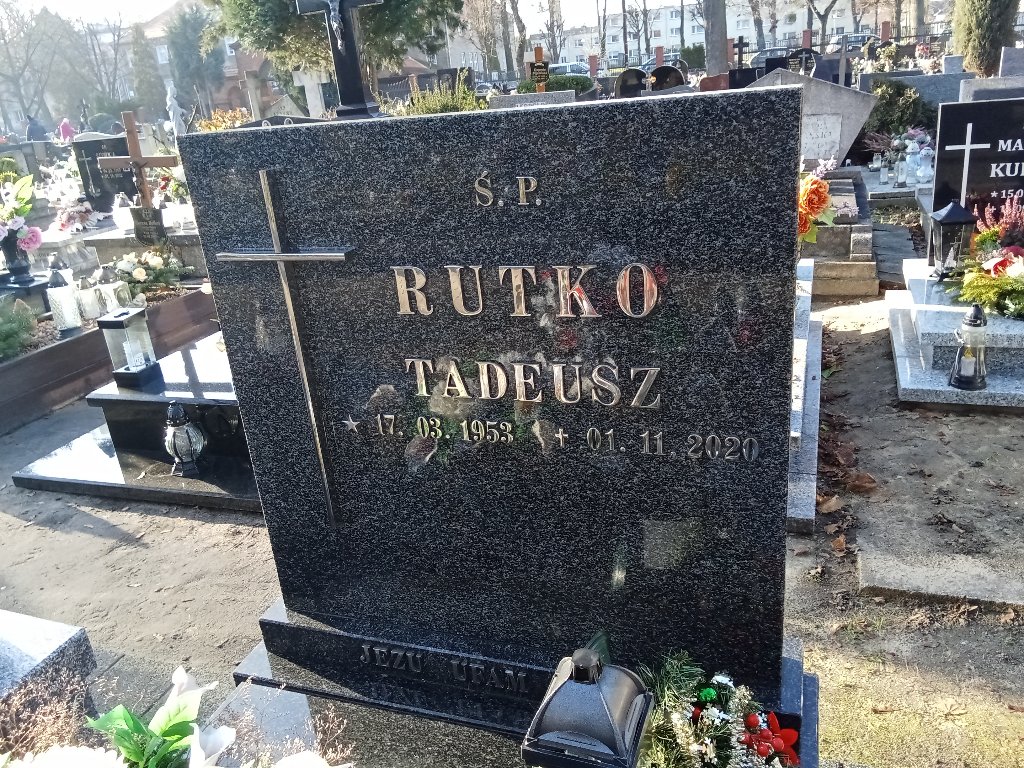 Ś. P.
RUTKO
TADEUSZ
★ 17. 03. 1953 + 01. 11. 2020
JEZU UFAM